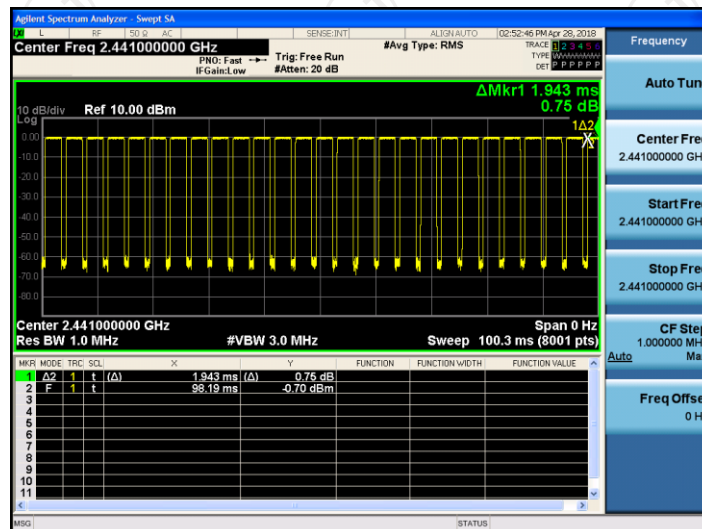 Agilent Spectrum Analyzer - Swept SA
L RF 50 Ω AC SENSE:INT ALIGNAUTO 02:52:46 PM Apr 28, 2018
Center Freq 2.441000000 GHz
PNO: Fast
IFGain:Low
Trig: Free Run
#Atten: 20 dB
#Avg Type: RMS
TRACE 1 2 3 4 5 6
TYPE
DET P P P P P P
Frequency
ΔMkr1 1.943 ms
0.75 dB
10 dB/div Ref 10.00 dBm
Log
1Δ2
0.00
-10.0
-20.0
-30.0
-40.0
-50.0
-60.0
-70.0
-80.0
Center 2.441000000 GHz Span 0 Hz
Res BW 1.0 MHz #VBW 3.0 MHz Sweep 100.3 ms (8001 pts)
MKR MODE TRC SCL X Y FUNCTION FUNCTION WIDTH FUNCTION VALUE
1 Δ2 1 t (Δ) 1.943 ms (Δ) 0.75 dB
2 F 1 t 98.19 ms -0.70 dBm
3
4
5
6
7
8
9
10
11
MSG STATUS
Auto Tun
Center Fre
2.441000000 GH
Start Fre
2.441000000 GH
Stop Fre
2.441000000 GH
CF Step
1.000000 MH
Auto Ma
Freq Offse
0 H